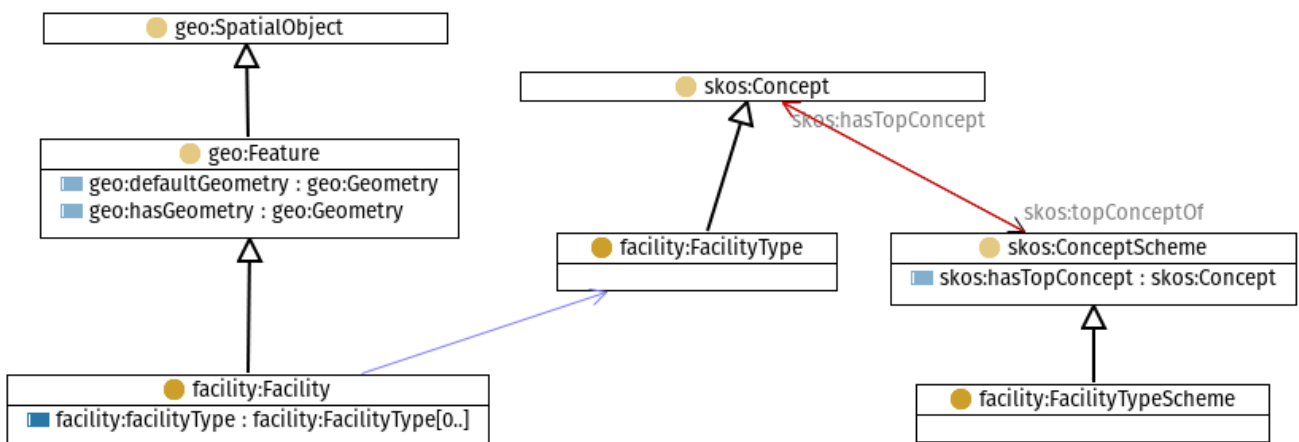 geo:SpatialObject
skos:Concept
skos:hasTopConcept
geo:Feature
geo:defaultGeometry : geo:Geometry
geo:hasGeometry : geo:Geometry
skos:topConceptOf
facility:FacilityType
skos:ConceptScheme
skos:hasTopConcept : skos:Concept
facility:Facility
facility:facilityType : facility:FacilityType[0..]
facility:FacilityTypeScheme